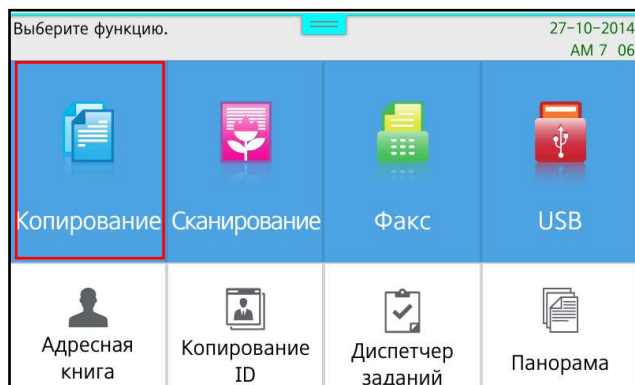 Выберите функцию.
27-10-2014
AM 7 06
Копирование
Сканирование
Факс
USB
Адресная
книга
Копирование
ID
Диспетчер
заданий
Панорама